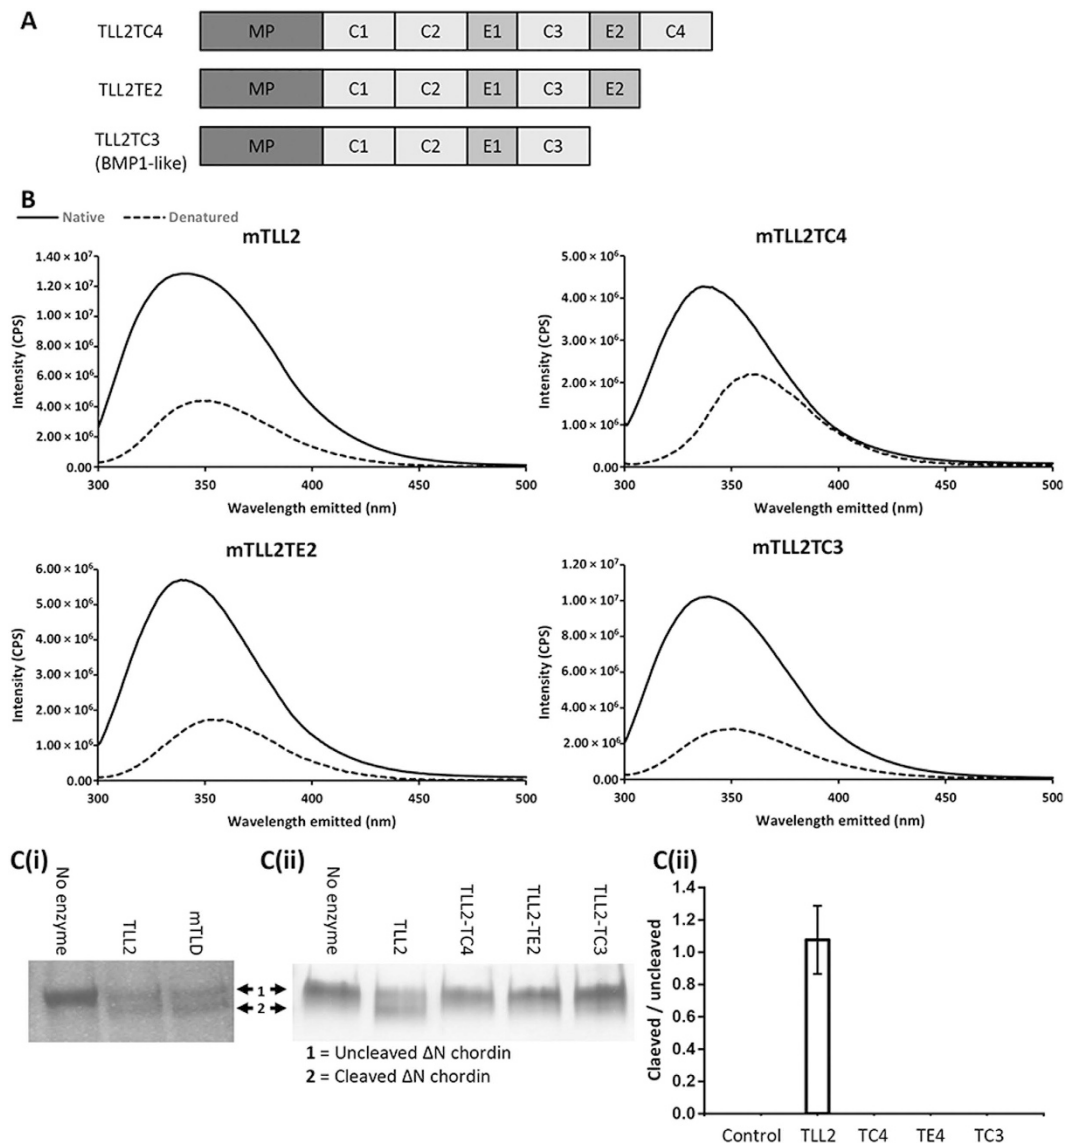 A
TLL2TC4
MP C1 C2 E1 C3 E2 C4
TLL2TE2
MP C1 C2 E1 C3 E2
TLL2TC3
(BMP1-like)
MP C1 C2 E1 C3
B
Native Denatured
mTLL2
1.40 × 10⁷
1.20 × 10⁷
1.00 × 10⁷
8.00 × 10⁶
6.00 × 10⁶
4.00 × 10⁶
2.00 × 10⁶
0.00
Intensity (CPS)
300 350 400 450 500
Wavelength emitted (nm)
mTLL2TC4
5.00 × 10⁶
4.00 × 10⁶
3.00 × 10⁶
2.00 × 10⁶
1.00 × 10⁶
0.00
Intensity (CPS)
300 350 400 450 500
Wavelength emitted (nm)
mTLL2TE2
6.00 × 10⁶
5.00 × 10⁶
4.00 × 10⁶
3.00 × 10⁶
2.00 × 10⁶
1.00 × 10⁶
0.00
Intensity (CPS)
300 350 400 450 500
Wavelength emitted (nm)
mTLL2TC3
1.20 × 10⁷
1.00 × 10⁷
8.00 × 10⁶
6.00 × 10⁶
4.00 × 10⁶
2.00 × 10⁶
0.00
Intensity (CPS)
300 350 400 450 500
Wavelength emitted (nm)
C(i)
No enzyme
TLL2
mTLD
1
2
C(ii)
No enzyme
TLL2
TLL2-TC4
TLL2-TE2
TLL2-TC3
1 = Uncleaved ΔN chordin
2 = Cleaved ΔN chordin
C(ii)
1.4
1.2
1.0
0.8
0.6
0.4
0.2
0.0
Claeved / uncleaved
Control TLL2 TC4 TE4 TC3